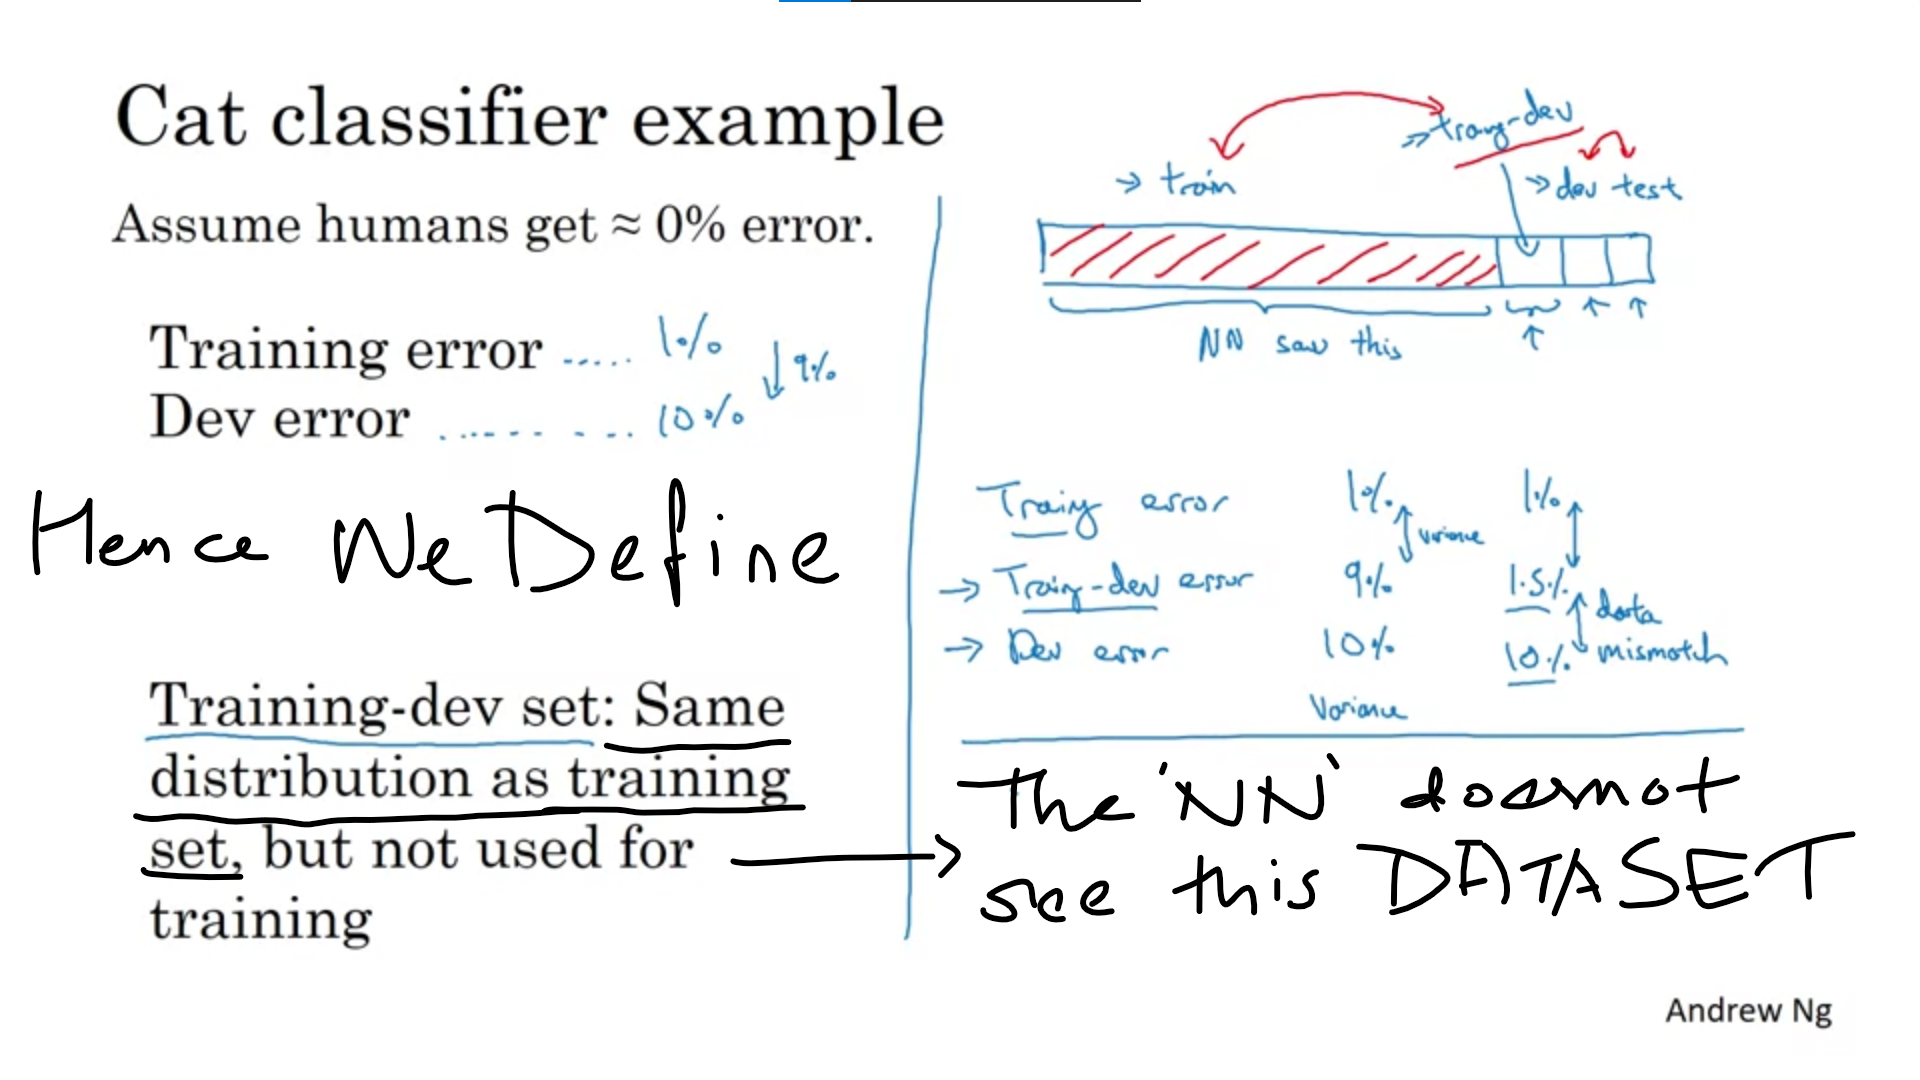 Cat classifier example
Assume humans get ≈ 0% error.
Training error ..... 1%
↓ 9%
Dev error ........ 10%
Hence We Define
Training-dev set: Same
distribution as training
set, but not used for
training
→ train
train-dev
→ dev test
NN saw this
Training error 1% 1%
variance
→ Training-dev error 9% 1.5%
data
→ Dev error 10% 10% mismatch
Variance
The 'NN' doesnot
see this DATASET
Andrew Ng